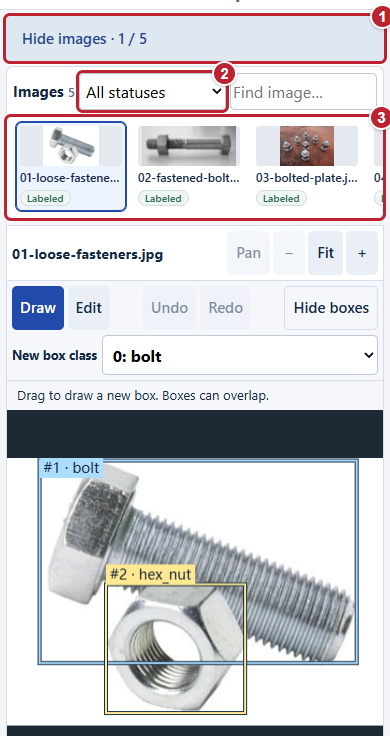 1
Hide images · 1 / 5
2
Images 5 All statuses Find image...
3
01-loose-fastene... 02-fastened-bolt... 03-bolted-plate.j...
Labeled Labeled Labeled
01-loose-fasteners.jpg Pan − Fit +
Draw Edit Undo Redo Hide boxes
New box class 0: bolt
Drag to draw a new box. Boxes can overlap.
#1 · bolt
#2 · hex_nut